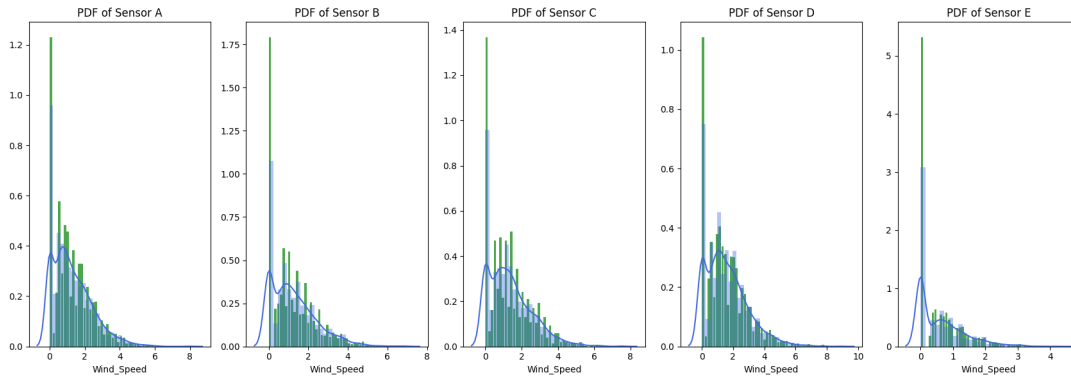 PDF of Sensor A
1.2
1.0
0.8
0.6
0.4
0.2
0.0
0 2 4 6 8
Wind_Speed
PDF of Sensor B
1.75
1.50
1.25
1.00
0.75
0.50
0.25
0.00
0 2 4 6 8
Wind_Speed
PDF of Sensor C
1.4
1.2
1.0
0.8
0.6
0.4
0.2
0.0
0 2 4 6 8
Wind_Speed
PDF of Sensor D
1.0
0.8
0.6
0.4
0.2
0.0
0 2 4 6 8 10
Wind_Speed
PDF of Sensor E
5
4
3
2
1
0
0 1 2 3 4
Wind_Speed